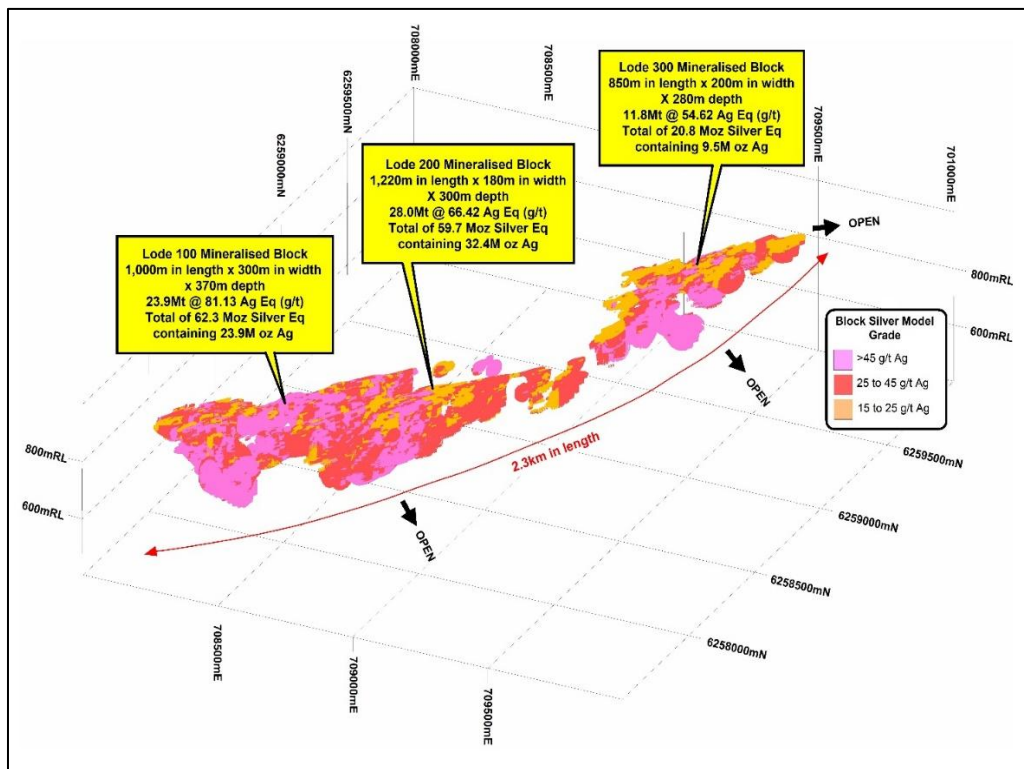 708000mE
6259500mN
6259000mN
708500mE
709500mE
701000mE
Lode 300 Mineralised Block
850m in length x 200m in width
X 280m depth
11.8Mt @ 54.62 Ag Eq (g/t)
Total of 20.8 Moz Silver Eq
containing 9.5M oz Ag
Lode 200 Mineralised Block
1,220m in length x 180m in width
X 300m depth
28.0Mt @ 66.42 Ag Eq (g/t)
Total of 59.7 Moz Silver Eq
containing 32.4M oz Ag
Lode 100 Mineralised Block
1,000m in length x 300m in width
x 370m depth
23.9Mt @ 81.13 Ag Eq (g/t)
Total of 62.3 Moz Silver Eq
containing 23.9M oz Ag
OPEN
800mRL
600mRL
Block Silver Model
Grade
>45 g/t Ag
25 to 45 g/t Ag
15 to 25 g/t Ag
OPEN
2.3km in length
OPEN
800mRL
600mRL
6259500mN
6259000mN
6258500mN
6258000mN
708500mE
709000mE
709500mE